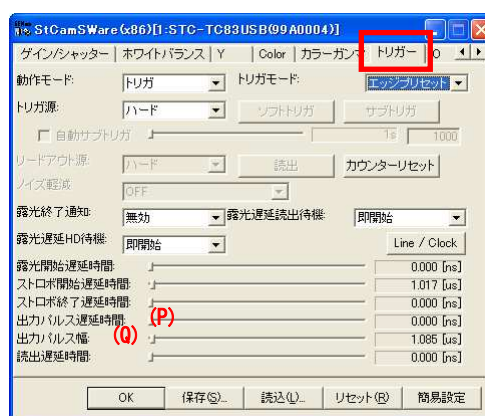 StCamSWare(x86)[1:STC-TC83USB(99A0004)]
ゲイン/シャッター ホワイトバランス Y Color カラーガンマ トリガー
動作モード: トリガ トリガモード: エッジプリセット
トリガ源: ハード ソフトトリガ サブトリガ
自動サブトリガ 1s 1000
リードアウト源: ハード 読出 カウンターリセット
ノイズ軽減 OFF
露光終了通知: 無効 露光遅延読出待機: 即開始
露光遅延HD待機: 即開始 Line / Clock
露光開始遅延時間: 0.000 [ns]
ストロボ開始遅延時間: 1.017 [us]
ストロボ終了遅延時間: 0.000 [ns]
出力パルス遅延時間: (P) 0.000 [ns]
出力パルス幅: (Q) 1.085 [us]
読出遅延時間: 0.000 [ns]
OK 保存(S)... 読込(L)... リセット(R) 簡易設定